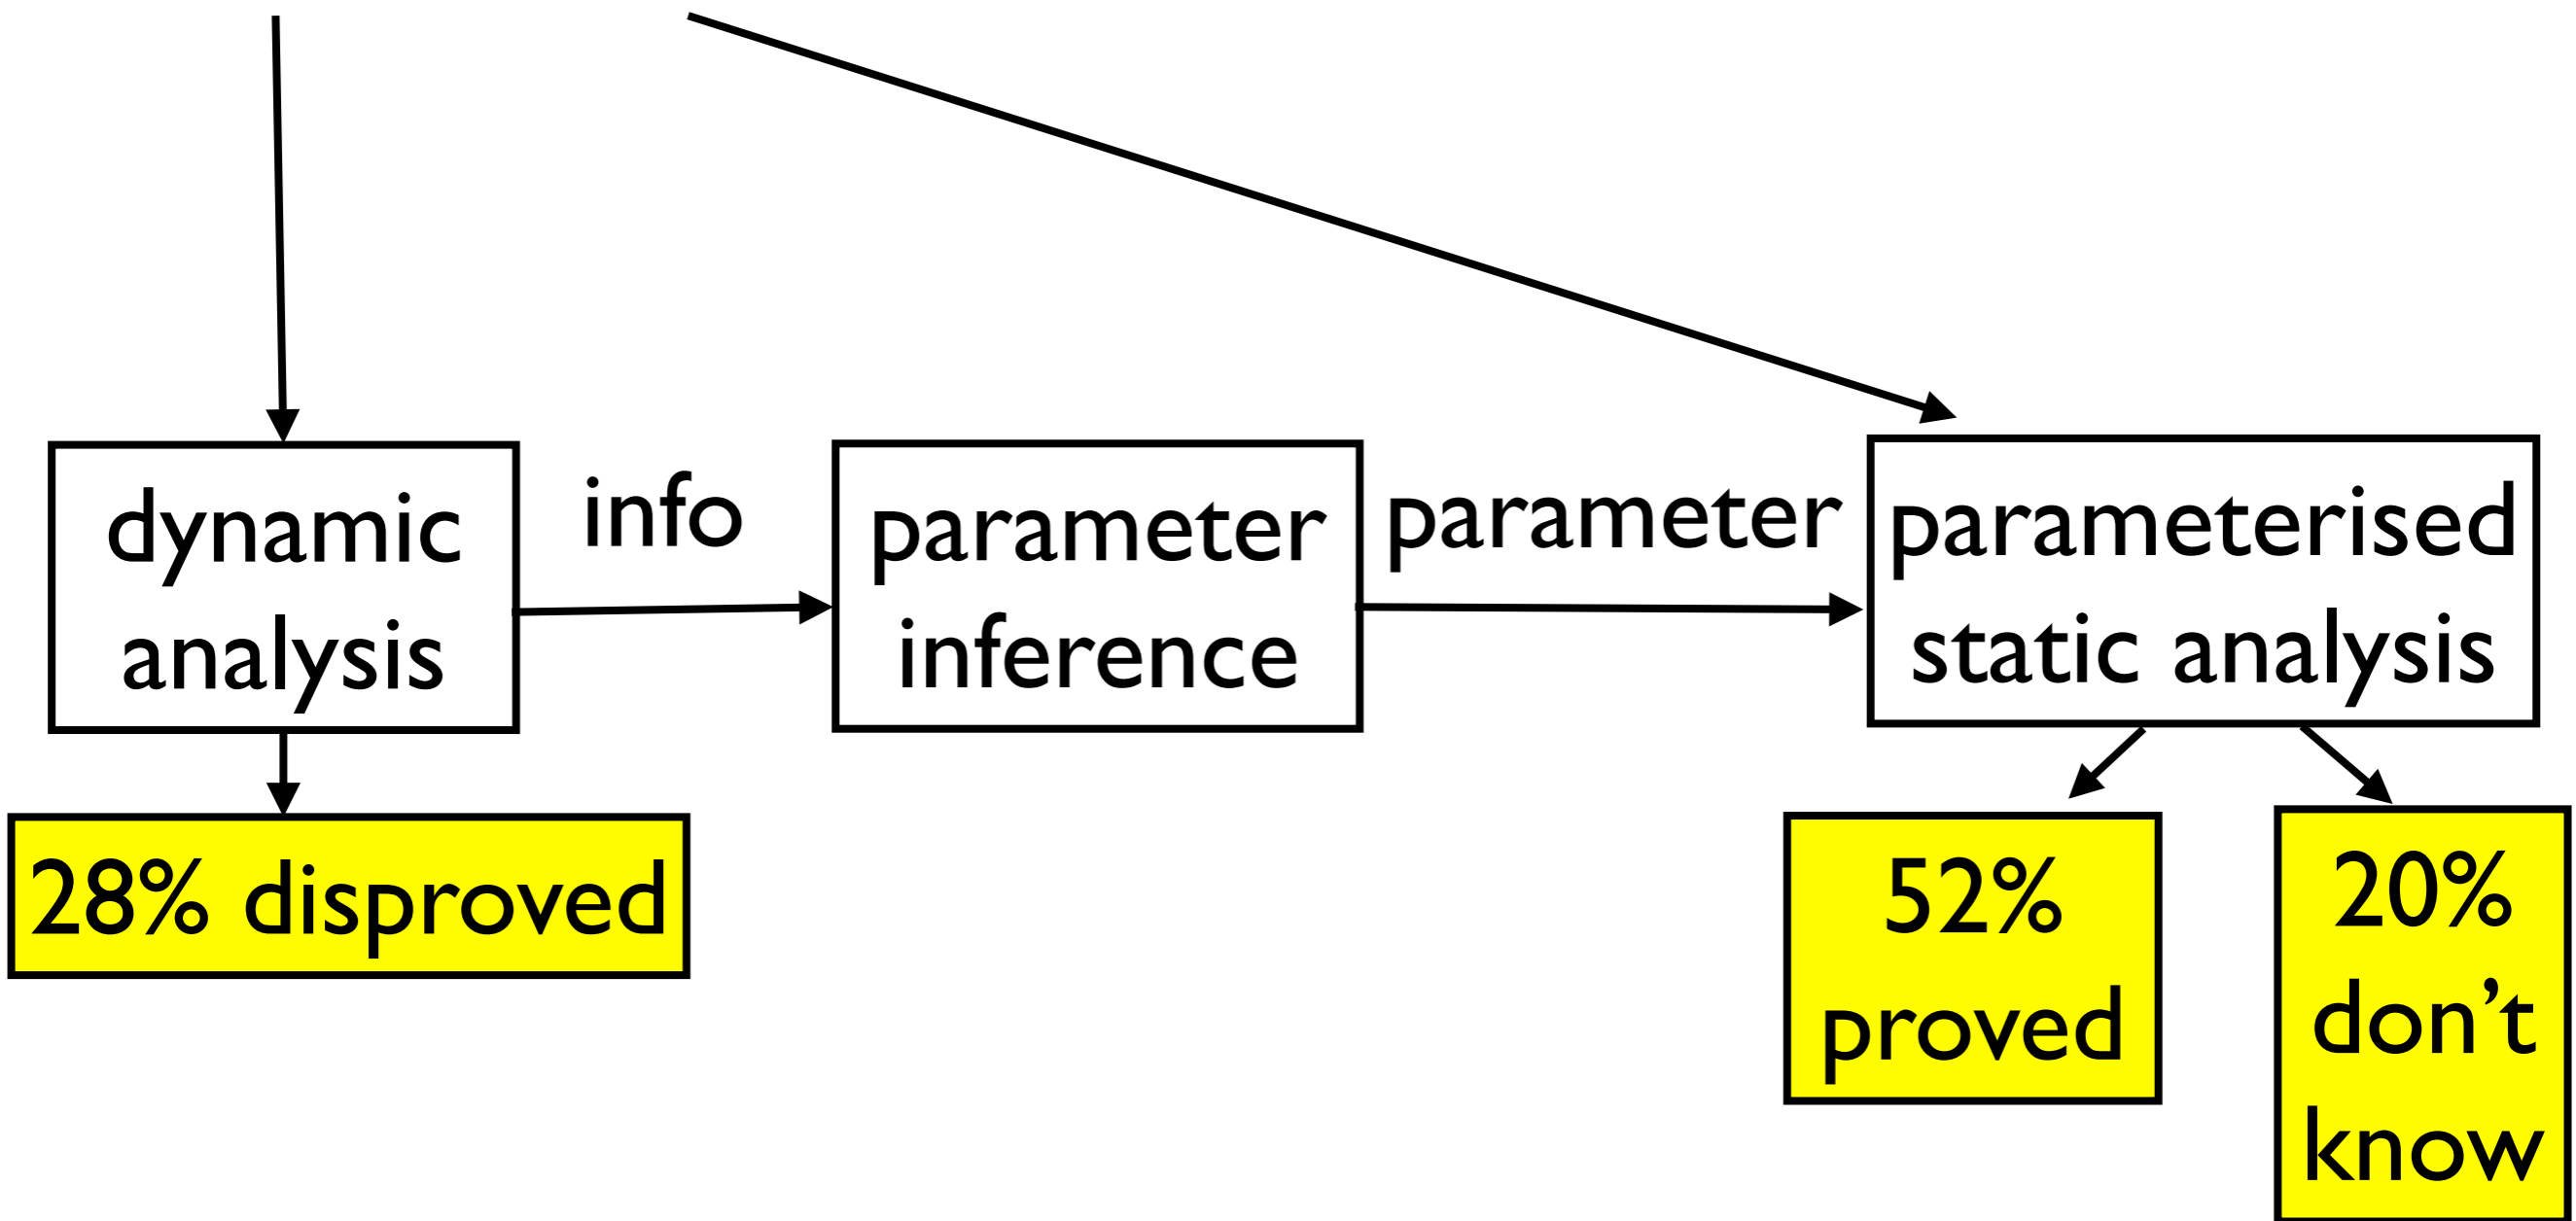 dynamic
analysis
info
parameter
inference
parameter
parameterised
static analysis
28% disproved
52%
proved
20%
don't
know